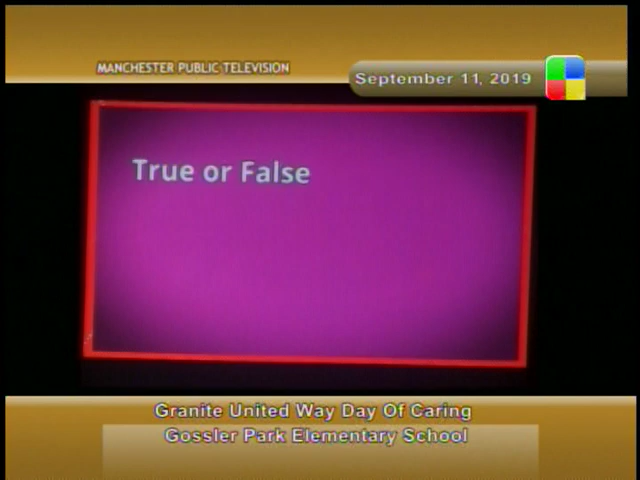 MANCHESTER PUBLIC TELEVISION
September 11, 2019
True or False
Granite United Way Day Of Caring
Gossler Park Elementary School